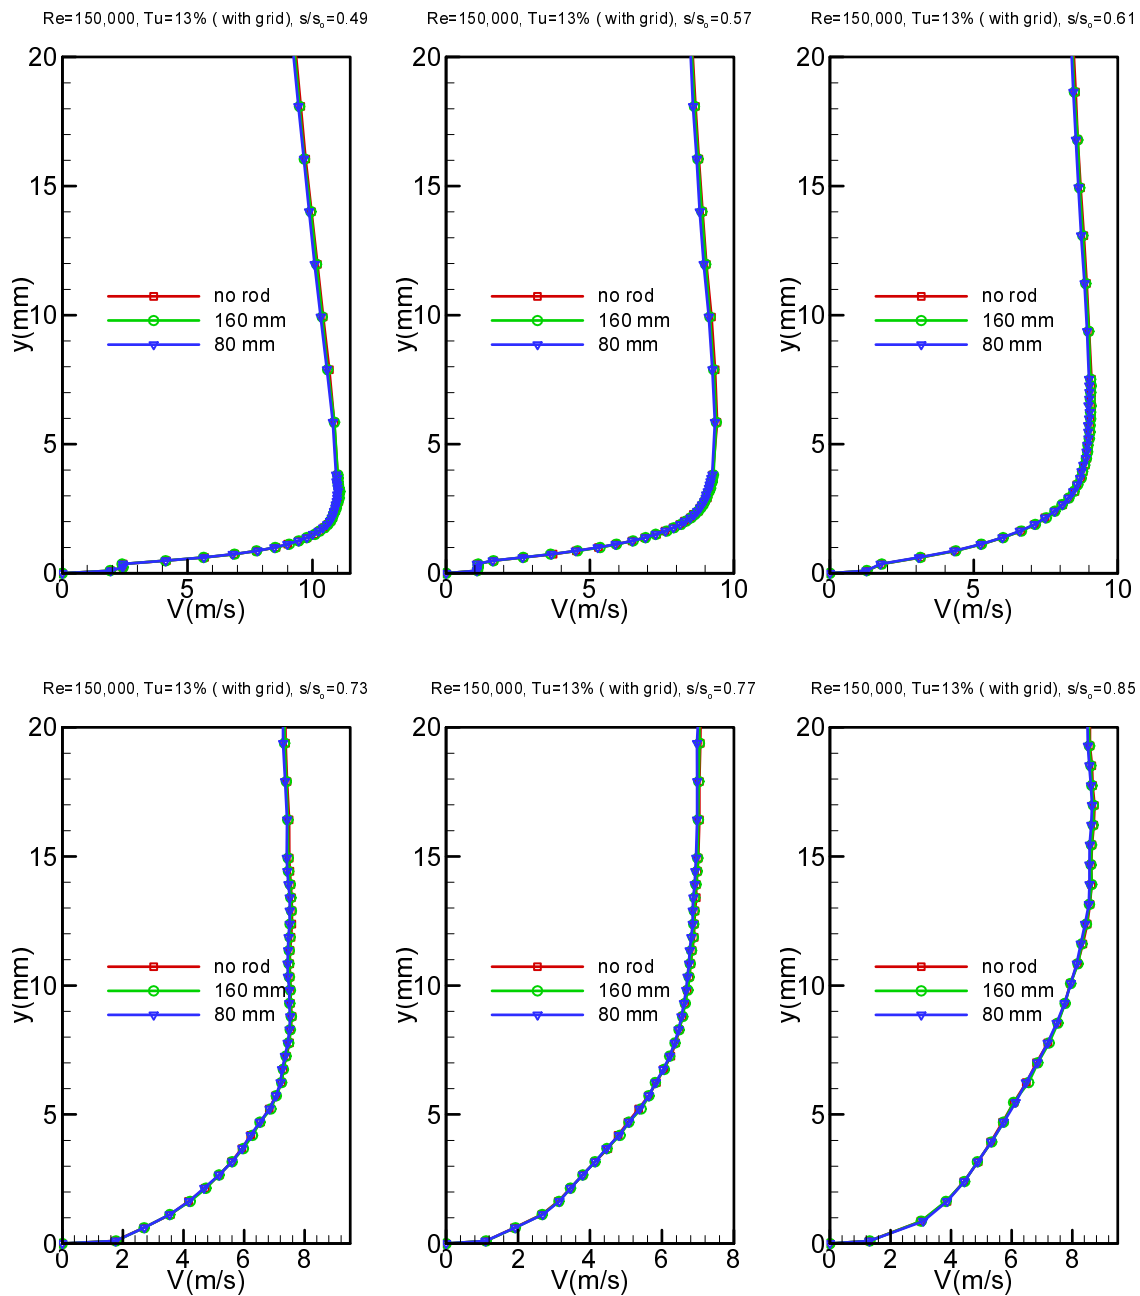 Re=150,000, Tu=13% ( with grid), s/sₒ=0.49
20
15
10
5
0
y(mm)
no rod
160 mm
80 mm
0 5 10
V(m/s)
Re=150,000, Tu=13% ( with grid), s/sₒ=0.57
20
15
10
5
0
y(mm)
no rod
160 mm
80 mm
0 5 10
V(m/s)
Re=150,000, Tu=13% ( with grid), s/sₒ=0.61
20
15
10
5
0
y(mm)
no rod
160 mm
80 mm
0 5 10
V(m/s)
Re=150,000, Tu=13% ( with grid), s/sₒ=0.73
20
15
10
5
0
y(mm)
no rod
160 mm
80 mm
0 2 4 6 8
V(m/s)
Re=150,000, Tu=13% ( with grid), s/sₒ=0.77
20
15
10
5
0
y(mm)
no rod
160 mm
80 mm
0 2 4 6 8
V(m/s)
Re=150,000, Tu=13% ( with grid), s/sₒ=0.85
20
15
10
5
0
y(mm)
no rod
160 mm
80 mm
0 2 4 6 8
V(m/s)